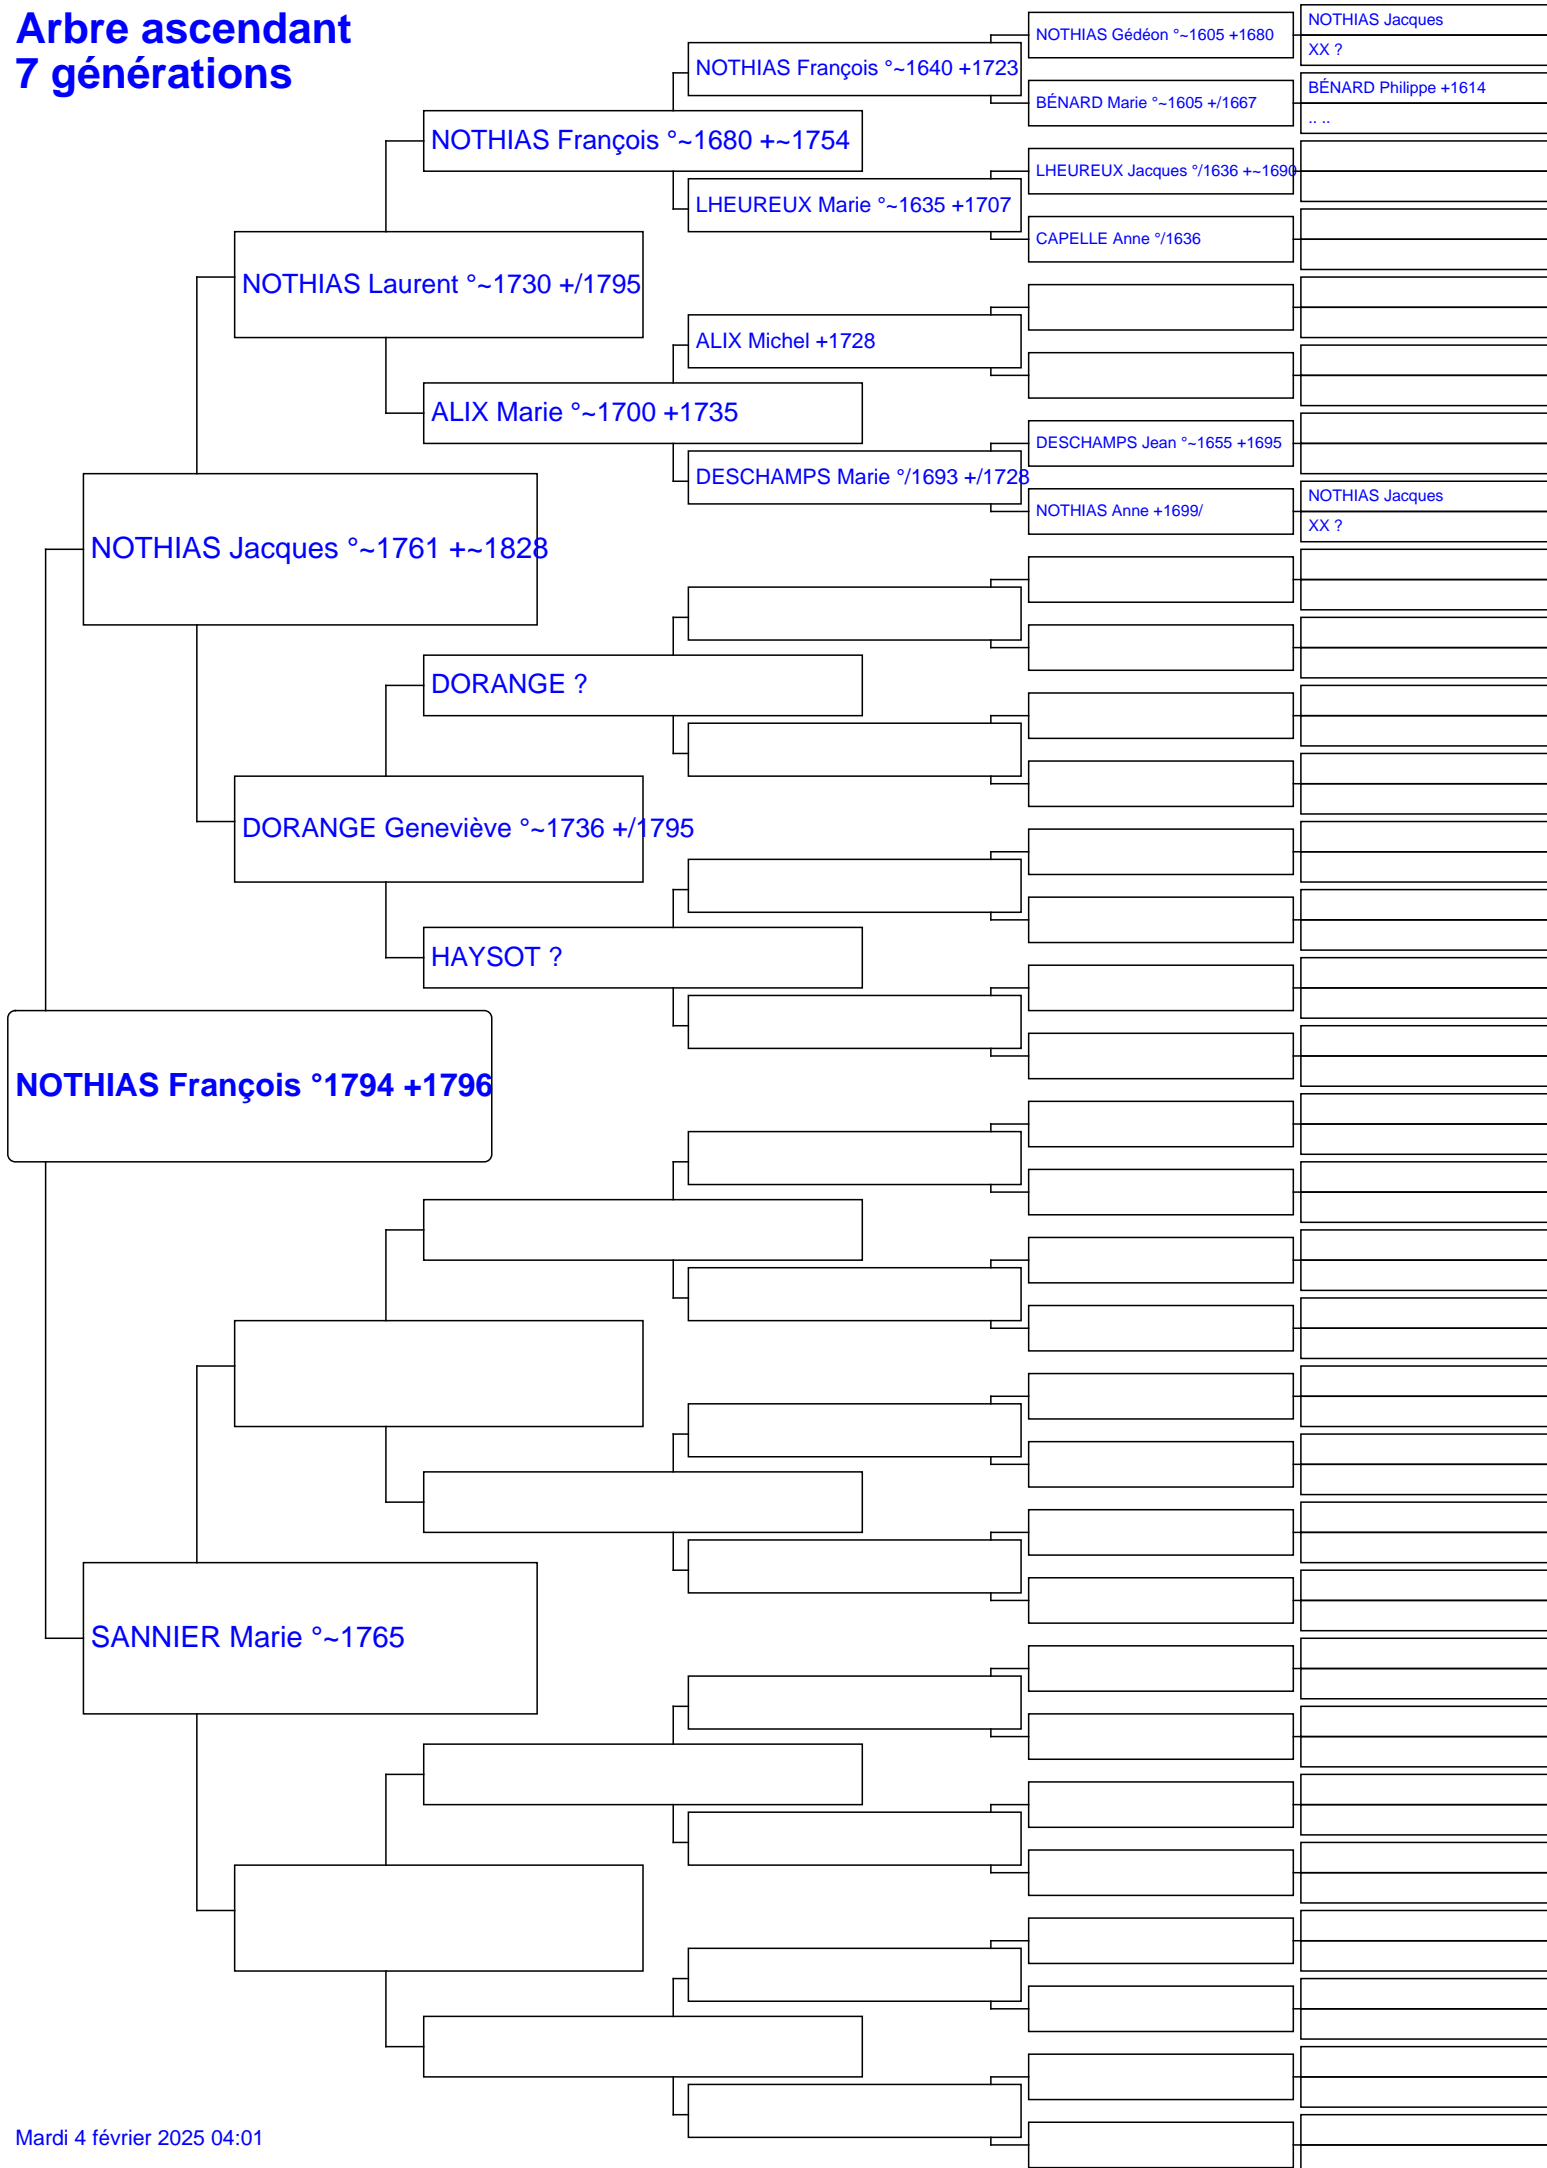 Arbre ascendant
7 générations
NOTHIAS Jacques
NOTHIAS Gédéon °~1605 +1680
XX ?
NOTHIAS François °~1640 +1723
BÉNARD Philippe +1614
BÉNARD Marie °~1605 +/1667
.. ..
NOTHIAS François °~1680 +~1754
LHEUREUX Jacques °/1636 +~1690
LHEUREUX Marie °~1635 +1707
CAPELLE Anne °/1636
NOTHIAS Laurent °~1730 +/1795
ALIX Michel +1728
ALIX Marie °~1700 +1735
DESCHAMPS Jean °~1655 +1695
DESCHAMPS Marie °/1693 +/1728
NOTHIAS Jacques
NOTHIAS Anne +1699/
XX ?
NOTHIAS Jacques °~1761 +~1828
DORANGE ?
DORANGE Geneviève °~1736 +/1795
HAYSOT ?
NOTHIAS François °1794 +1796
SANNIER Marie °~1765
Mardi 4 février 2025 04:01